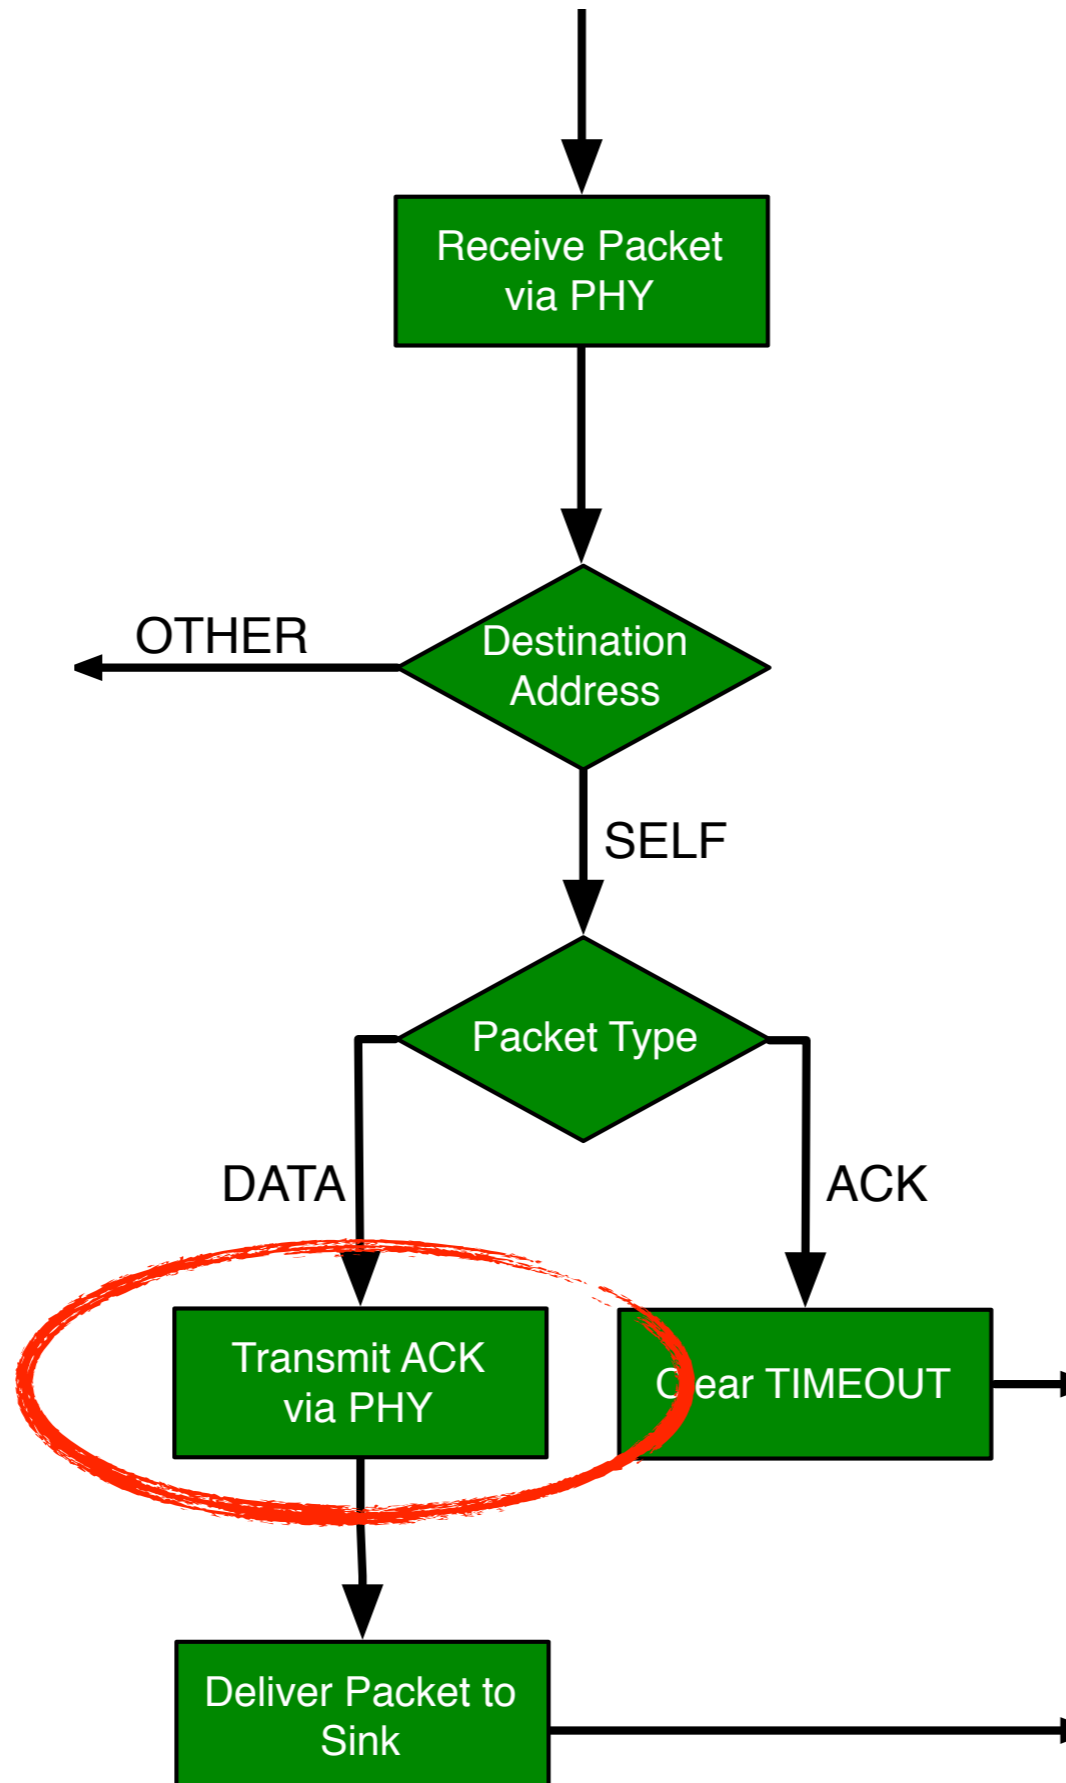 Receive Packet
via PHY
OTHER
Destination
Address
SELF
Packet Type
DATA
ACK
Transmit ACK
via PHY
Clear TIMEOUT
Deliver Packet to
Sink